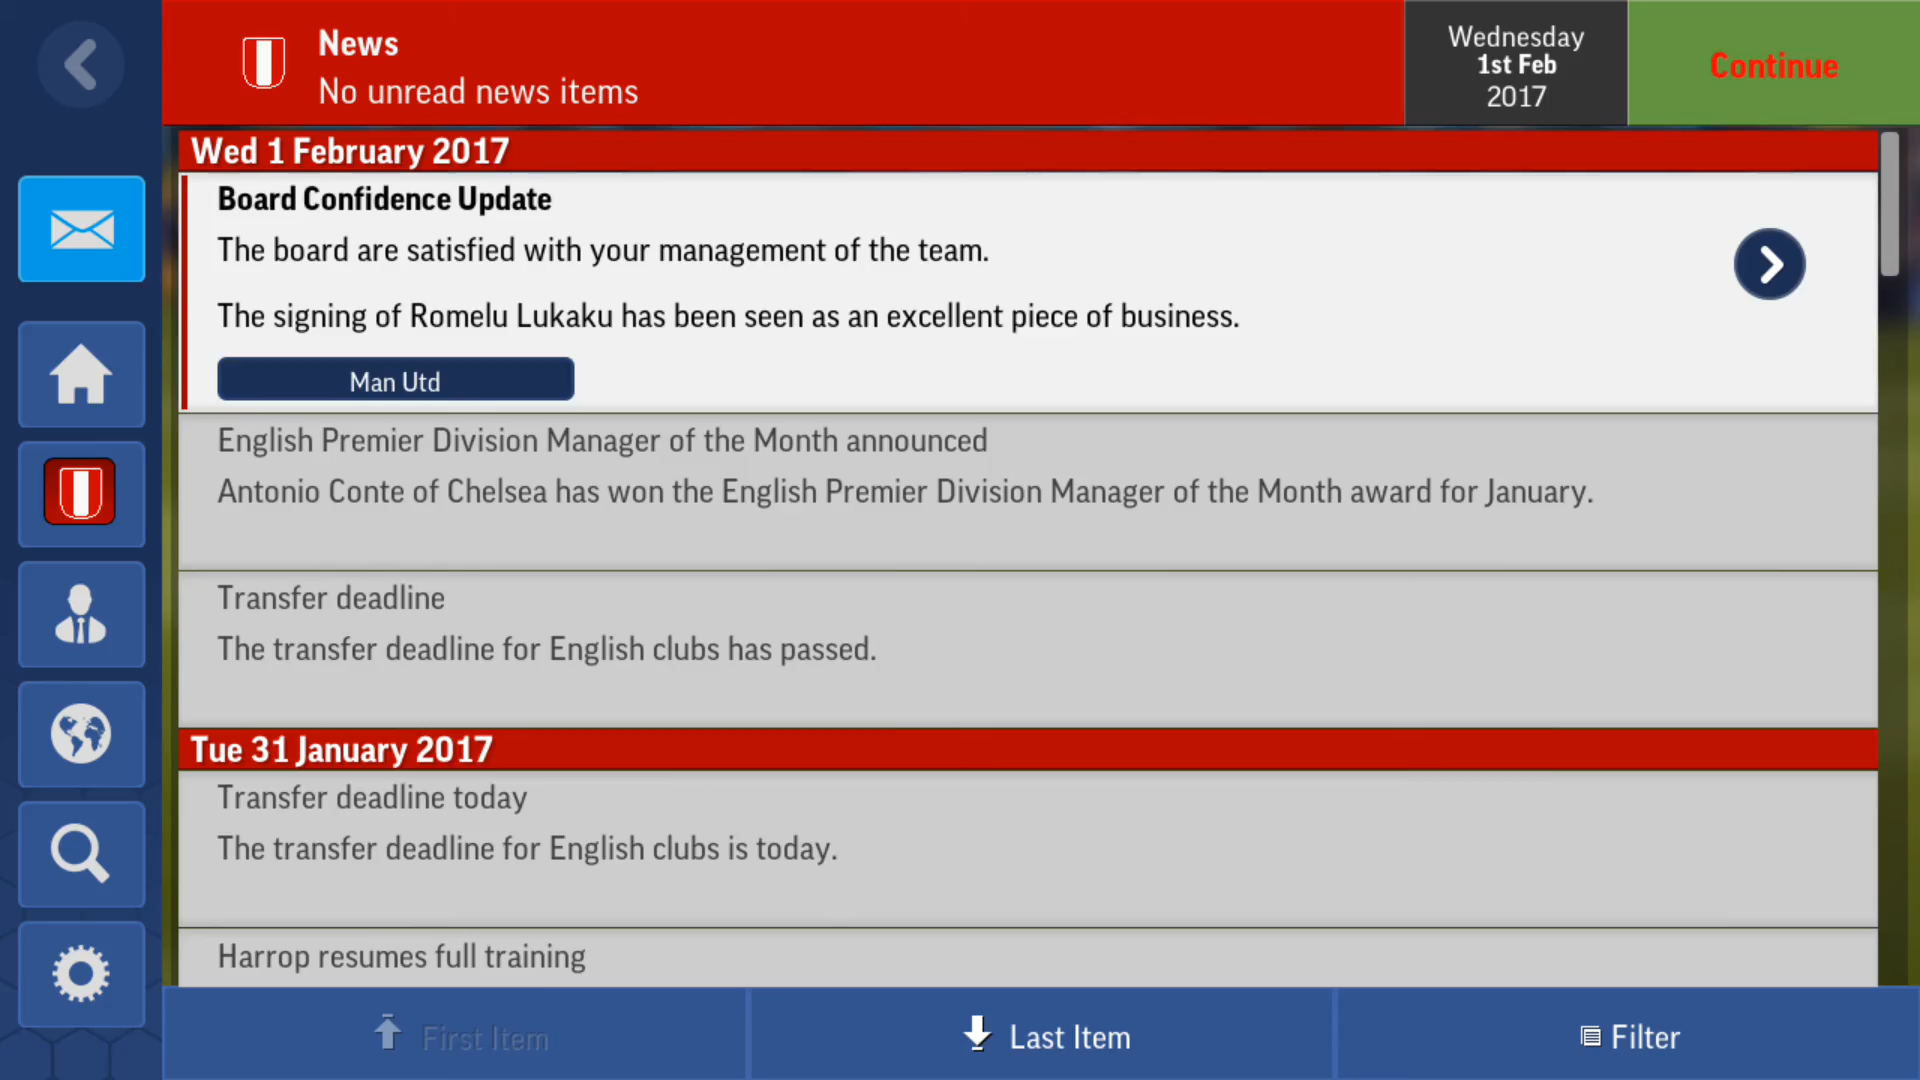 News
No unread news items
Wednesday
1st Feb
2017
Continue
Wed 1 February 2017
Board Confidence Update
The board are satisfied with your management of the team.
The signing of Romelu Lukaku has been seen as an excellent piece of business.
Man Utd
English Premier Division Manager of the Month announced
Antonio Conte of Chelsea has won the English Premier Division Manager of the Month award for January.
Transfer deadline
The transfer deadline for English clubs has passed.
Tue 31 January 2017
Transfer deadline today
The transfer deadline for English clubs is today.
Harrop resumes full training
First Item
Last Item
Filter